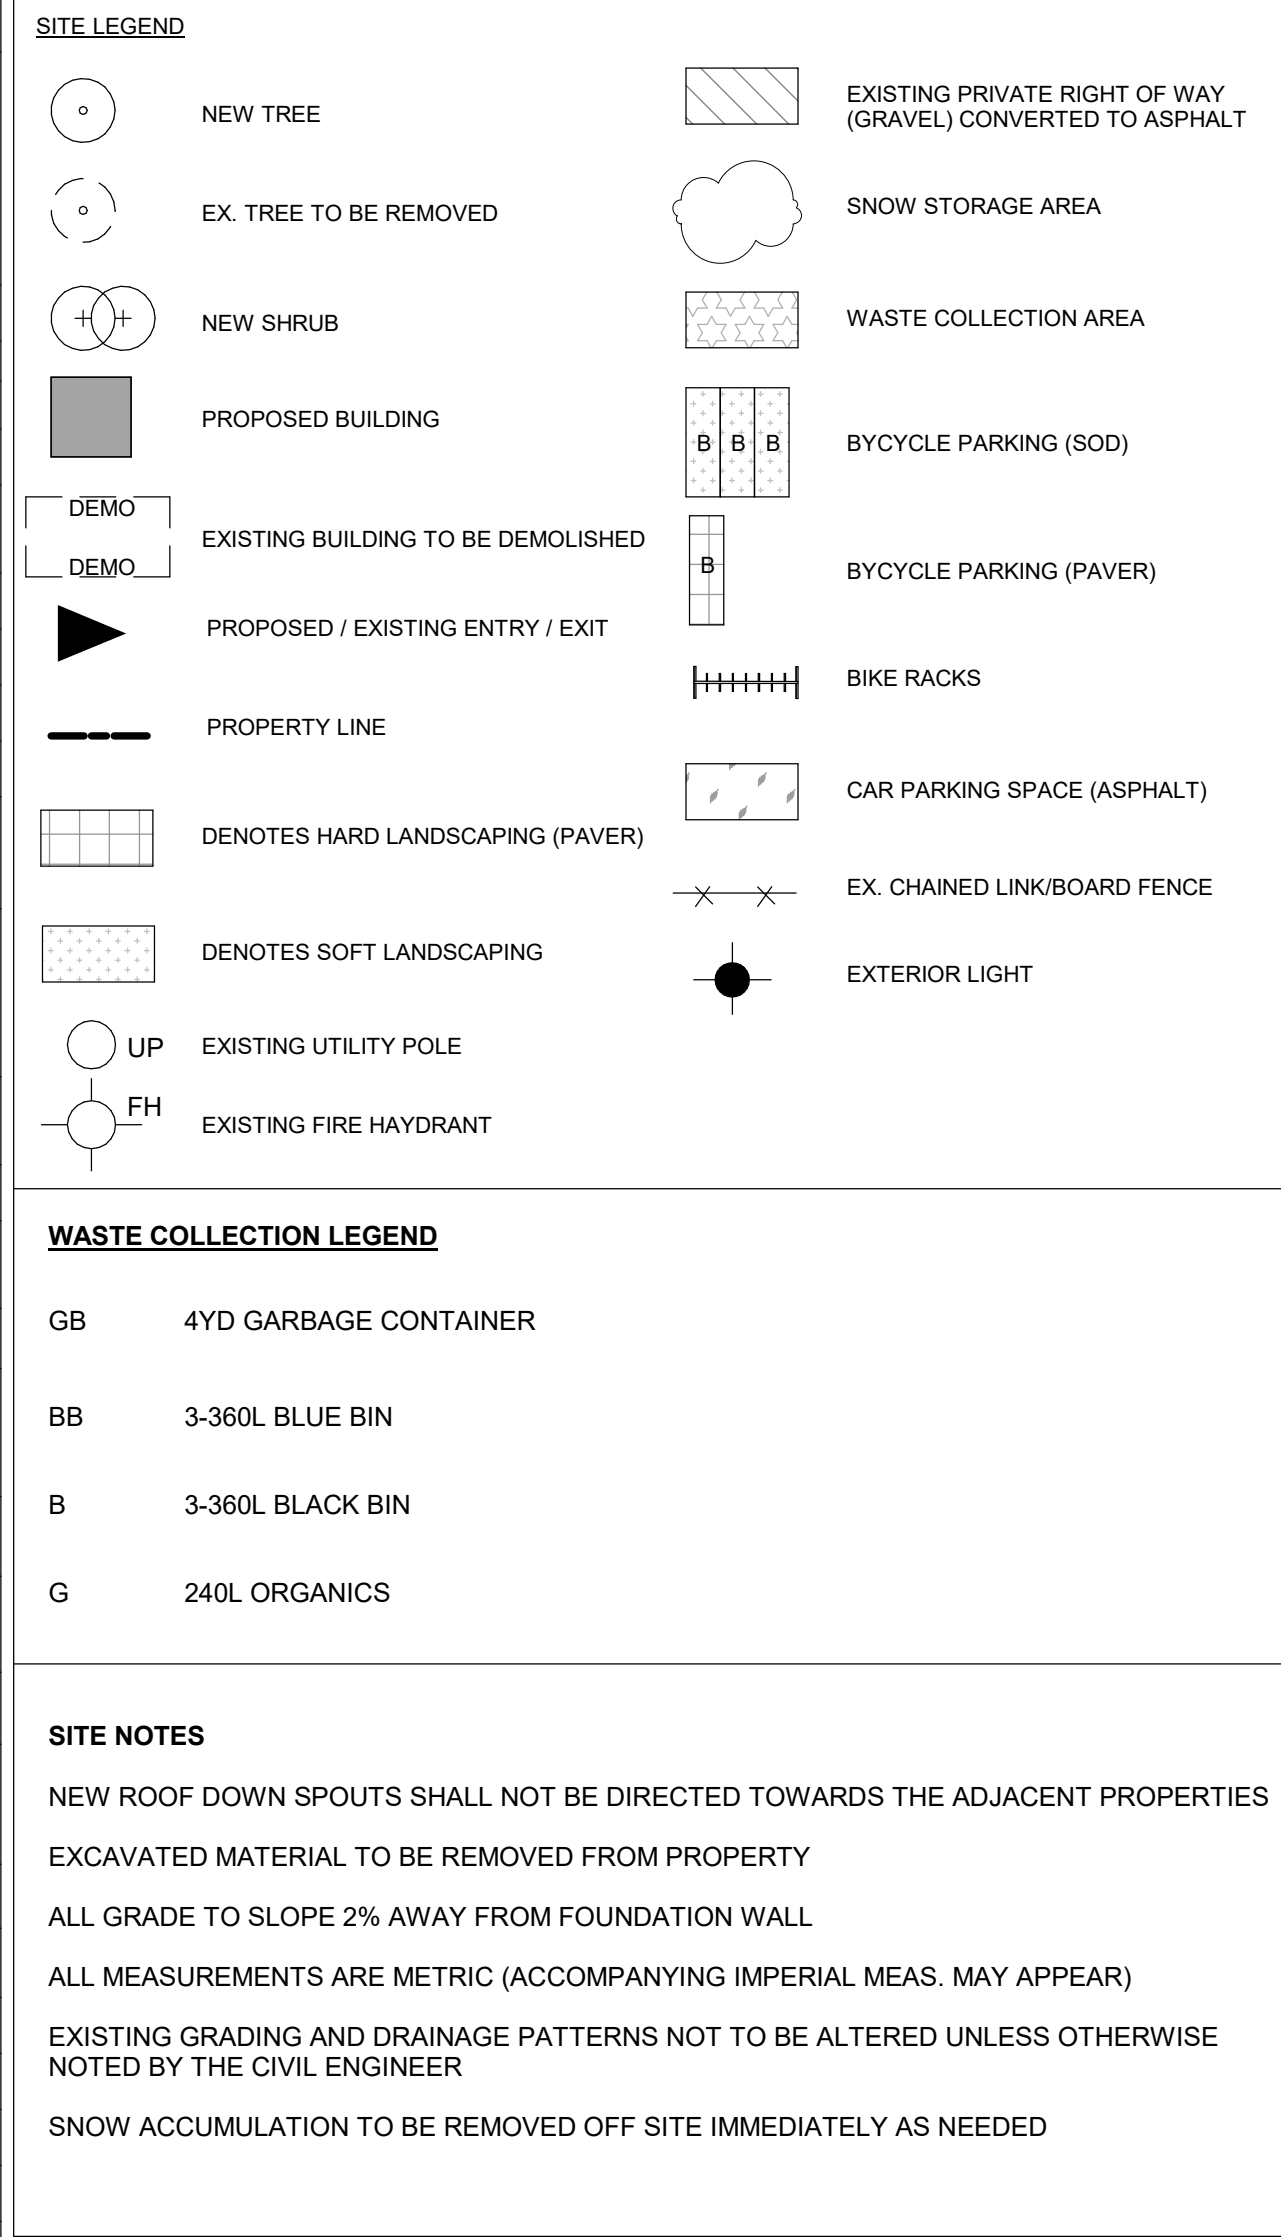 SITE LEGEND
NEW TREE
EX. TREE TO BE REMOVED
NEW SHRUB
PROPOSED BUILDING
DEMO
DEMO
EXISTING BUILDING TO BE DEMOLISHED
PROPOSED / EXISTING ENTRY / EXIT
PROPERTY LINE
DENOTES HARD LANDSCAPING (PAVER)
DENOTES SOFT LANDSCAPING
UP
EXISTING UTILITY POLE
FH
EXISTING FIRE HAYDRANT
EXISTING PRIVATE RIGHT OF WAY
(GRAVEL) CONVERTED TO ASPHALT
SNOW STORAGE AREA
WASTE COLLECTION AREA
B B B
BYCYCLE PARKING (SOD)
B
BYCYCLE PARKING (PAVER)
BIKE RACKS
CAR PARKING SPACE (ASPHALT)
EX. CHAINED LINK/BOARD FENCE
EXTERIOR LIGHT
WASTE COLLECTION LEGEND
GB 4YD GARBAGE CONTAINER
BB 3-360L BLUE BIN
B 3-360L BLACK BIN
G 240L ORGANICS
SITE NOTES
NEW ROOF DOWN SPOUTS SHALL NOT BE DIRECTED TOWARDS THE ADJACENT PROPERTIES
EXCAVATED MATERIAL TO BE REMOVED FROM PROPERTY
ALL GRADE TO SLOPE 2% AWAY FROM FOUNDATION WALL
ALL MEASUREMENTS ARE METRIC (ACCOMPANYING IMPERIAL MEAS. MAY APPEAR)
EXISTING GRADING AND DRAINAGE PATTERNS NOT TO BE ALTERED UNLESS OTHERWISE
NOTED BY THE CIVIL ENGINEER
SNOW ACCUMULATION TO BE REMOVED OFF SITE IMMEDIATELY AS NEEDED